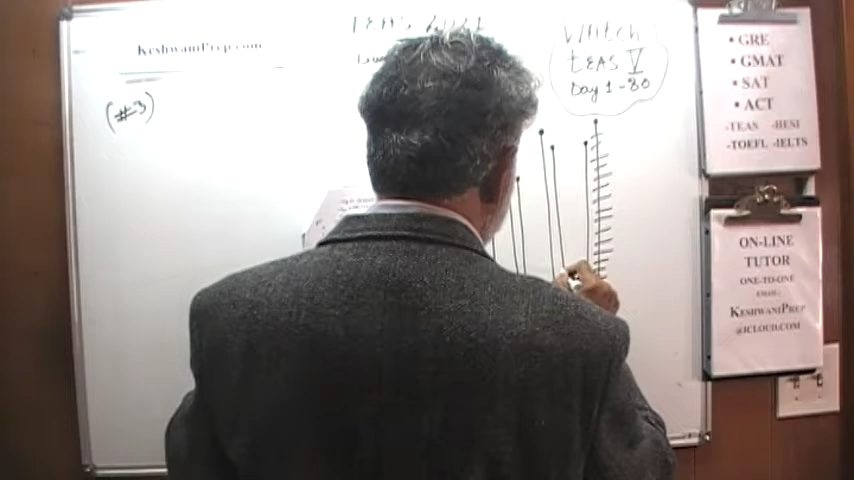 KeshwaniPrep.com
(#3)
Watch
tEAS V
Day 1-80
• GRE
• GMAT
• SAT
• ACT
-TEAS -HESI
-TOEFL -IELTS
ON-LINE
TUTOR
ONE-TO-ONE
EMAIL:
KESHWANIPREP
@ICLOUD.COM